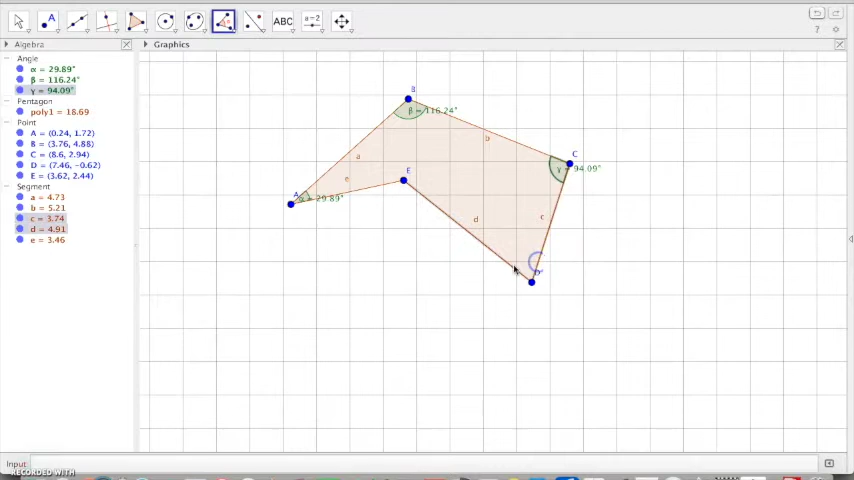 ABC
a=2
?
Algebra
Graphics
Angle
α = 29.89°
β = 116.24°
γ = 94.09°
Pentagon
poly1 = 18.69
Point
A = (0.24, 1.72)
B = (3.76, 4.88)
C = (8.6, 2.94)
D = (7.46, -0.62)
E = (3.62, 2.44)
Segment
a = 4.73
b = 5.21
c = 3.74
d = 4.91
e = 3.46
B
β = 116.24°
b
a
C
γ = 94.09°
E
e
A
α = 29.89°
d
c
D
Input:
RECORDED WITH